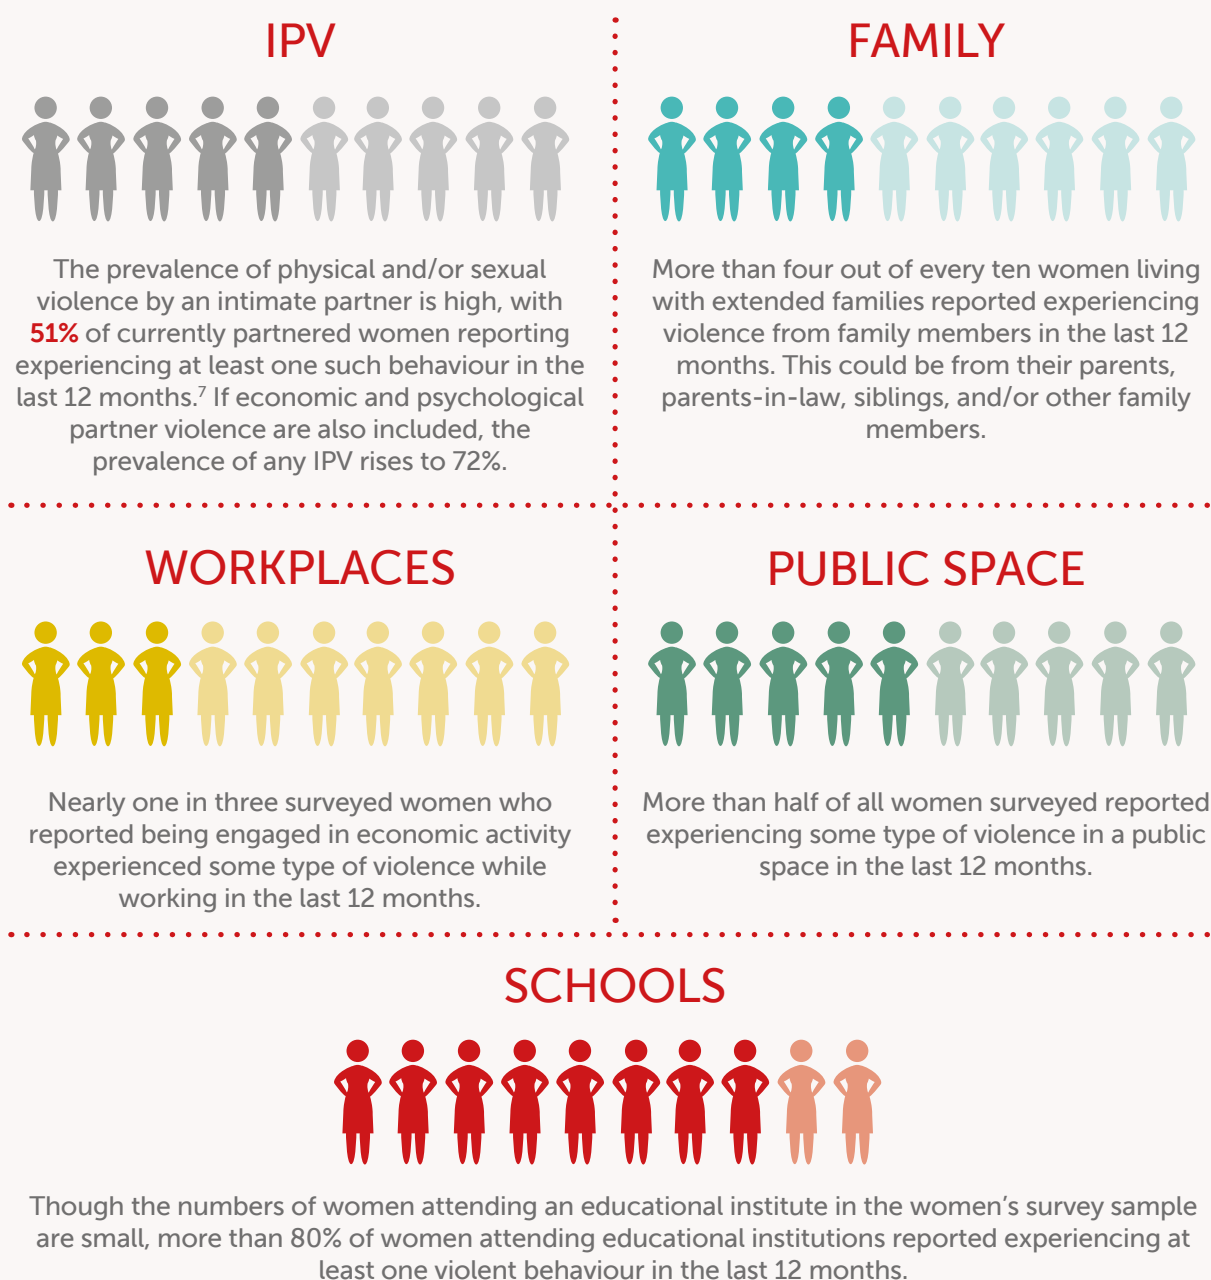 IPV
The prevalence of physical and/or sexual
violence by an intimate partner is high, with
51% of currently partnered women reporting
experiencing at least one such behaviour in the
last 12 months.⁷ If economic and psychological
partner violence are also included, the
prevalence of any IPV rises to 72%.
FAMILY
More than four out of every ten women living
with extended families reported experiencing
violence from family members in the last 12
months. This could be from their parents,
parents-in-law, siblings, and/or other family
members.
WORKPLACES
Nearly one in three surveyed women who
reported being engaged in economic activity
experienced some type of violence while
working in the last 12 months.
PUBLIC SPACE
More than half of all women surveyed reported
experiencing some type of violence in a public
space in the last 12 months.
SCHOOLS
Though the numbers of women attending an educational institute in the women’s survey sample
are small, more than 80% of women attending educational institutions reported experiencing at
least one violent behaviour in the last 12 months.